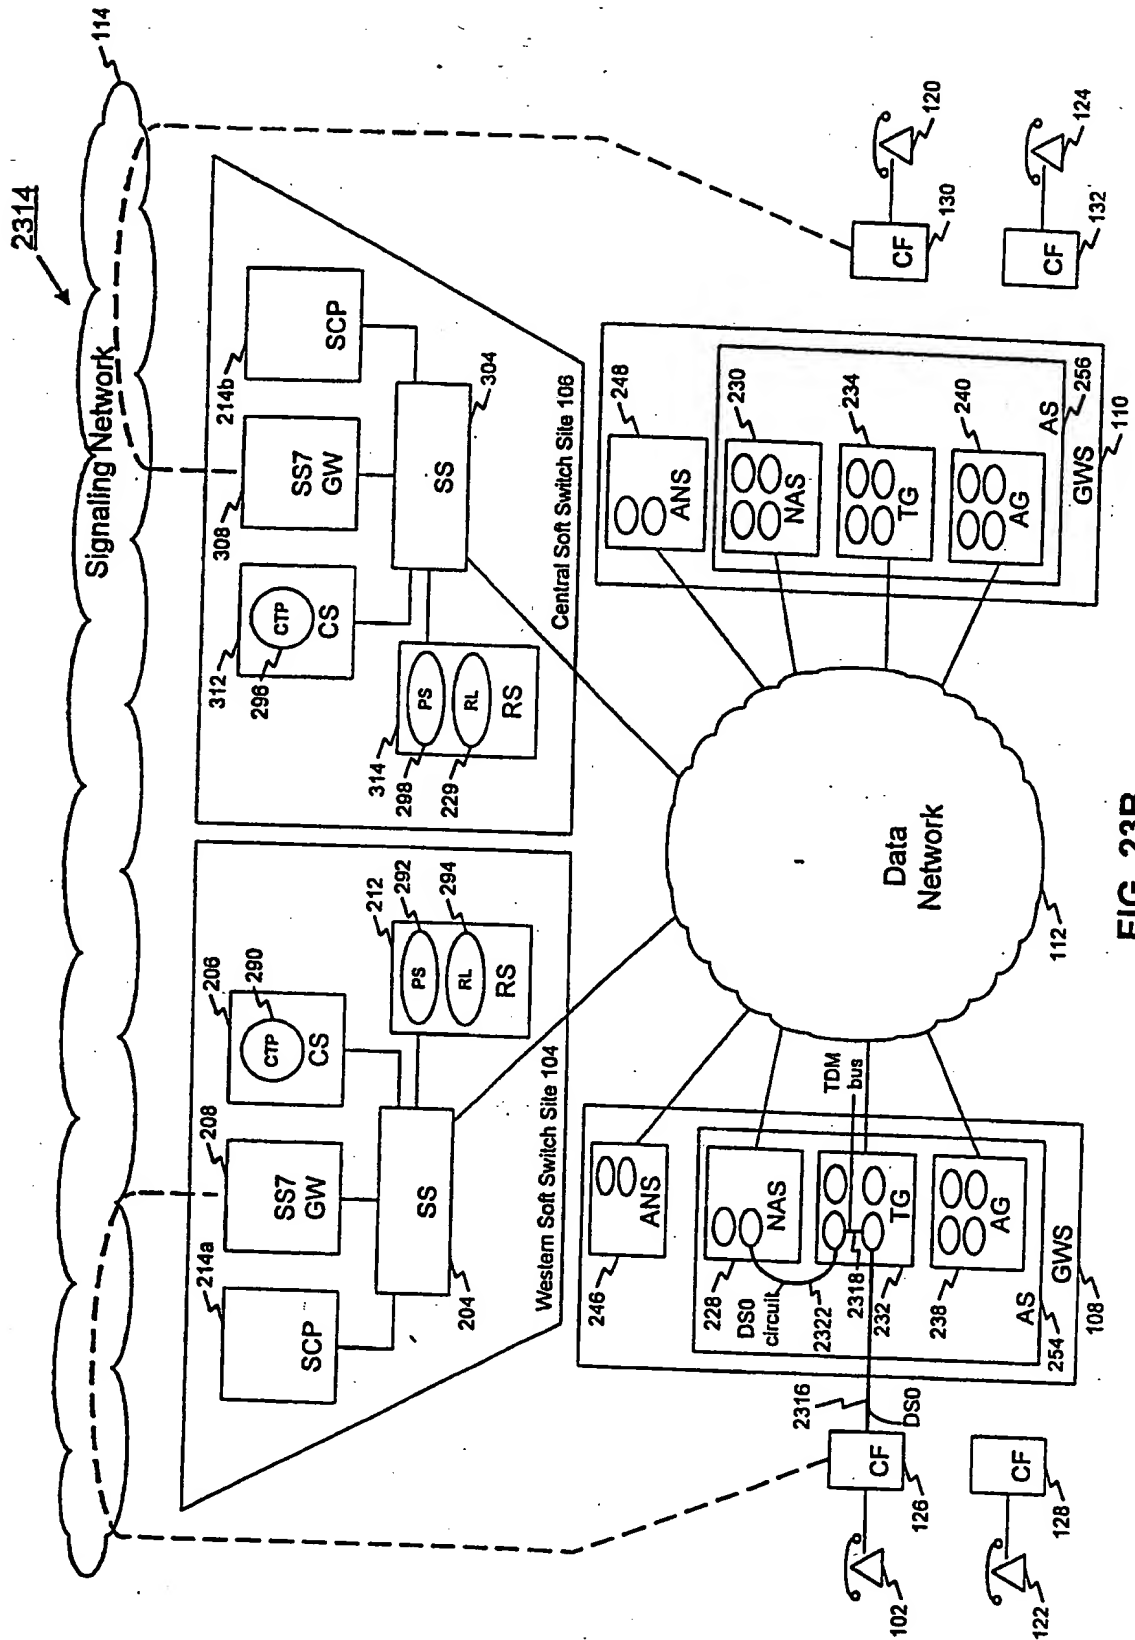 2314
114
Signaling Network
214a
208
206
290
SCP
SS7
GW
CTP
CS
212
292
294
PS
RL
RS
SS
204
Western Soft Switch Site 104
312
296
308
214b
CTP
CS
SS7
GW
SCP
314
298
229
PS
RL
RS
SS
304
Central Soft Switch Site 106
246
ANS
228
NAS
DS0
circuit
2322
2318
232
TG
TDM
bus
238
AG
AS
254
GWS
108
2316
DS0
CF
126
102
CF
128
122
Data
Network
112
248
ANS
230
NAS
234
TG
240
AG
AS
256
GWS
110
CF
130
120
CF
132
124
FIG. 23B